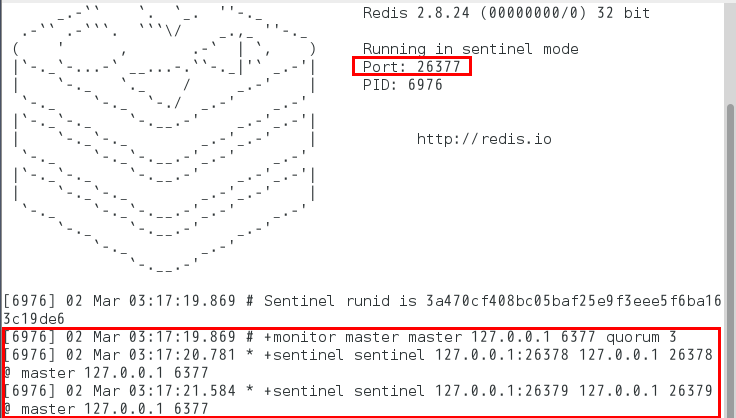 Redis 2.8.24 (00000000/0) 32 bit
Running in sentinel mode
Port: 26377
PID: 6976
http://redis.io
[6976] 02 Mar 03:17:19.869 # Sentinel runid is 3a470cf408bc05baf25e9f3eee5f6ba16
3c19de6
[6976] 02 Mar 03:17:19.869 # +monitor master master 127.0.0.1 6377 quorum 3
[6976] 02 Mar 03:17:20.781 * +sentinel sentinel 127.0.0.1:26378 127.0.0.1 26378
@ master 127.0.0.1 6377
[6976] 02 Mar 03:17:21.584 * +sentinel sentinel 127.0.0.1:26379 127.0.0.1 26379
@ master 127.0.0.1 6377